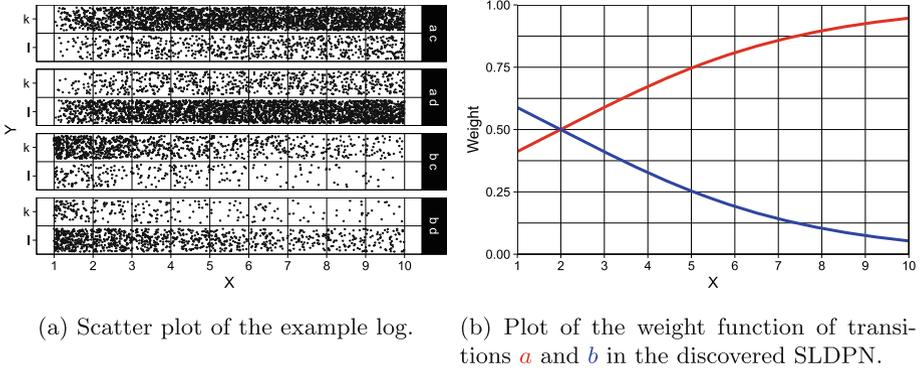 k
l
a c
k
l
a d
Y
k
l
b c
k
l
b d
1 2 3 4 5 6 7 8 9 10
X
1.00
0.75
0.50
0.25
0.00
Weight
1 2 3 4 5 6 7 8 9 10
X
(a) Scatter plot of the example log.
(b) Plot of the weight function of transi-
tions a and b in the discovered SLDPN.